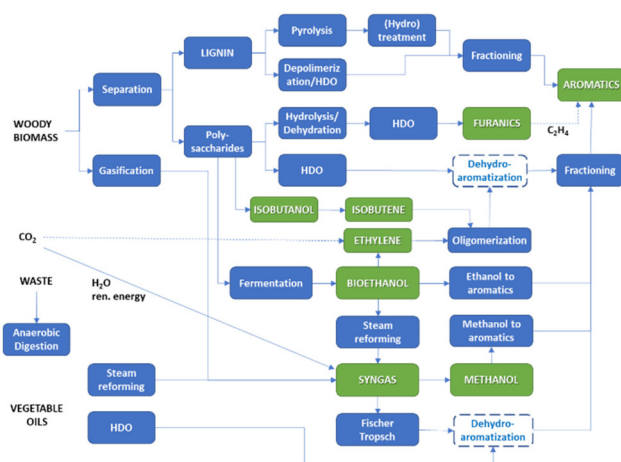 Pyrolysis
(Hydro)
treatment
LIGNIN
Fractioning
Separation
Depolimeriz
ation/HDO
AROMATICS
WOODY
BIOMASS
Poly-
saccharides
Hydrolysis/
Dehydration
HDO
FURANICS
C₂H₄
Gasification
HDO
Dehydro-
aromatization
Fractioning
ISOBUTANOL
ISOBUTENE
CO₂
ETHYLENE
Oligomerization
WASTE
H₂O
ren. energy
Fermentation
BIOETHANOL
Ethanol to
aromatics
Anaerobic
Digestion
Steam
reforming
Methanol to
aromatics
Steam
reforming
SYNGAS
METHANOL
VEGETABLE
OILS
HDO
Fischer
Tropsch
Dehydro-
aromatization